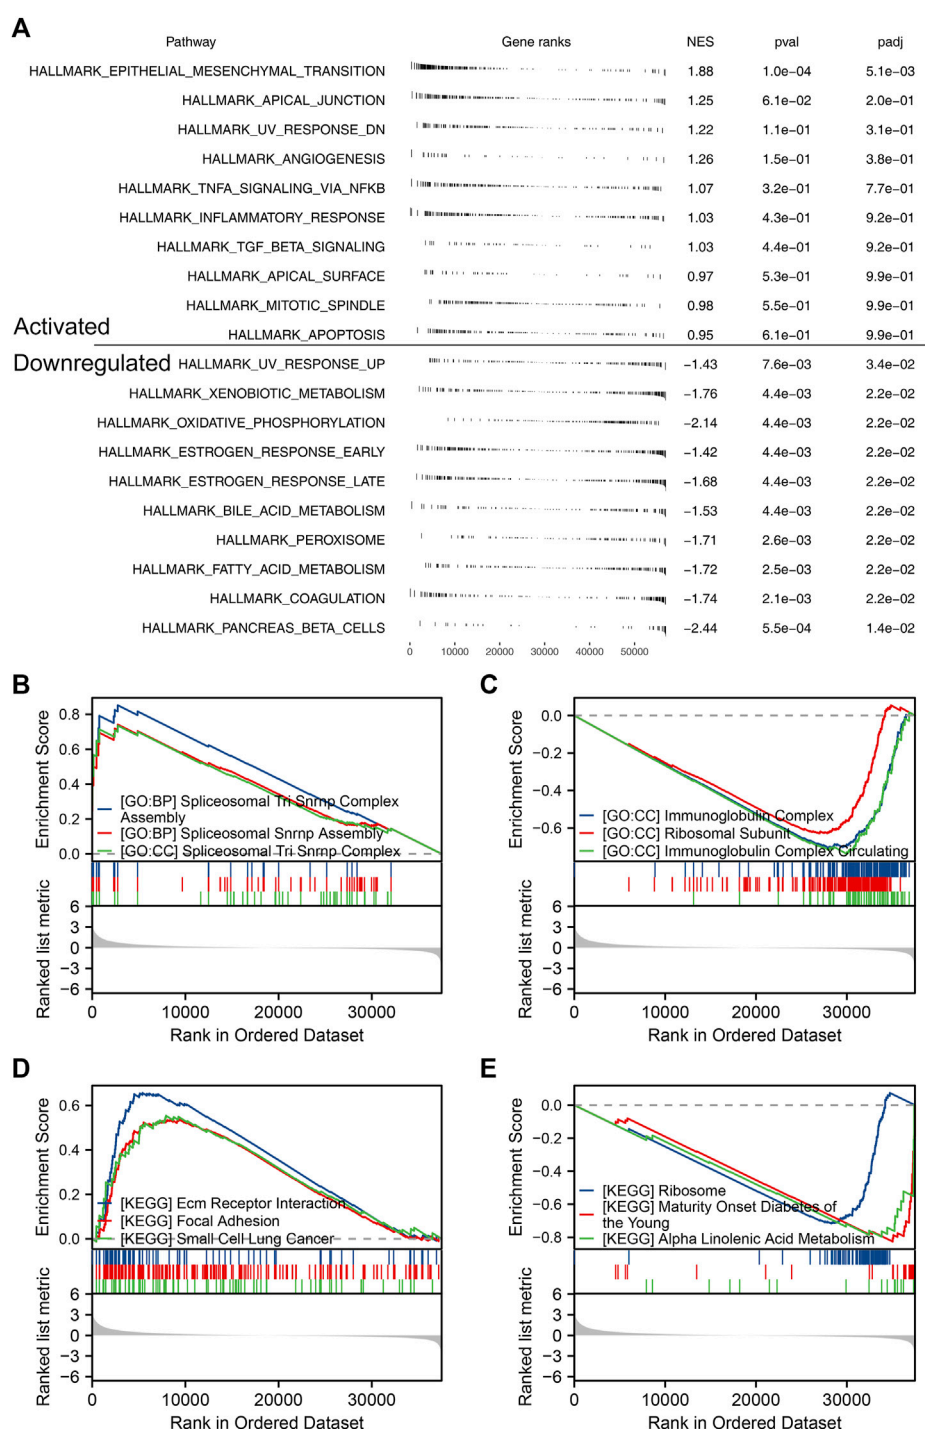 A
Pathway Gene ranks NES pval padj
HALLMARK_EPITHELIAL_MESENCHYMAL_TRANSITION 1.88 1.0e−04 5.1e−03
HALLMARK_APICAL_JUNCTION 1.25 6.1e−02 2.0e−01
HALLMARK_UV_RESPONSE_DN 1.22 1.1e−01 3.1e−01
HALLMARK_ANGIOGENESIS 1.26 1.5e−01 3.8e−01
HALLMARK_TNFA_SIGNALING_VIA_NFKB 1.07 3.2e−01 7.7e−01
HALLMARK_INFLAMMATORY_RESPONSE 1.03 4.3e−01 9.2e−01
HALLMARK_TGF_BETA_SIGNALING 1.03 4.4e−01 9.2e−01
HALLMARK_APICAL_SURFACE 0.97 5.3e−01 9.9e−01
HALLMARK_MITOTIC_SPINDLE 0.98 5.5e−01 9.9e−01
Activated
HALLMARK_APOPTOSIS 0.95 6.1e−01 9.9e−01
Downregulated HALLMARK_UV_RESPONSE_UP −1.43 7.6e−03 3.4e−02
HALLMARK_XENOBIOTIC_METABOLISM −1.76 4.4e−03 2.2e−02
HALLMARK_OXIDATIVE_PHOSPHORYLATION −2.14 4.4e−03 2.2e−02
HALLMARK_ESTROGEN_RESPONSE_EARLY −1.42 4.4e−03 2.2e−02
HALLMARK_ESTROGEN_RESPONSE_LATE −1.68 4.4e−03 2.2e−02
HALLMARK_BILE_ACID_METABOLISM −1.53 4.4e−03 2.2e−02
HALLMARK_PEROXISOME −1.71 2.6e−03 2.2e−02
HALLMARK_FATTY_ACID_METABOLISM −1.72 2.5e−03 2.2e−02
HALLMARK_COAGULATION −1.74 2.1e−03 2.2e−02
HALLMARK_PANCREAS_BETA_CELLS −2.44 5.5e−04 1.4e−02
0 10000 20000 30000 40000 50000
B
Enrichment Score
0.8
0.6
0.4
0.2
0.0
[GO:BP] Spliceosomal Tri Snrnp Complex
Assembly
[GO:BP] Spliceosomal Snrnp Assembly
[GO:CC] Spliceosomal Tri Snrnp Complex
Ranked list metric
6
3
0
−3
−6
0 10000 20000 30000
Rank in Ordered Dataset
C
Enrichment Score
0.0
−0.2
−0.4
−0.6
[GO:CC] Immunoglobulin Complex
[GO:CC] Ribosomal Subunit
[GO:CC] Immunoglobulin Complex Circulating
Ranked list metric
6
3
0
−3
−6
0 10000 20000 30000
Rank in Ordered Dataset
D
Enrichment Score
0.6
0.4
0.2
0.0
[KEGG] Ecm Receptor Interaction
[KEGG] Focal Adhesion
[KEGG] Small Cell Lung Cancer
Ranked list metric
6
3
0
−3
−6
0 10000 20000 30000
Rank in Ordered Dataset
E
Enrichment Score
0.0
−0.2
−0.4
−0.6
−0.8
[KEGG] Ribosome
[KEGG] Maturity Onset Diabetes of
the Young
[KEGG] Alpha Linolenic Acid Metabolism
Ranked list metric
6
3
0
−3
−6
0 10000 20000 30000
Rank in Ordered Dataset